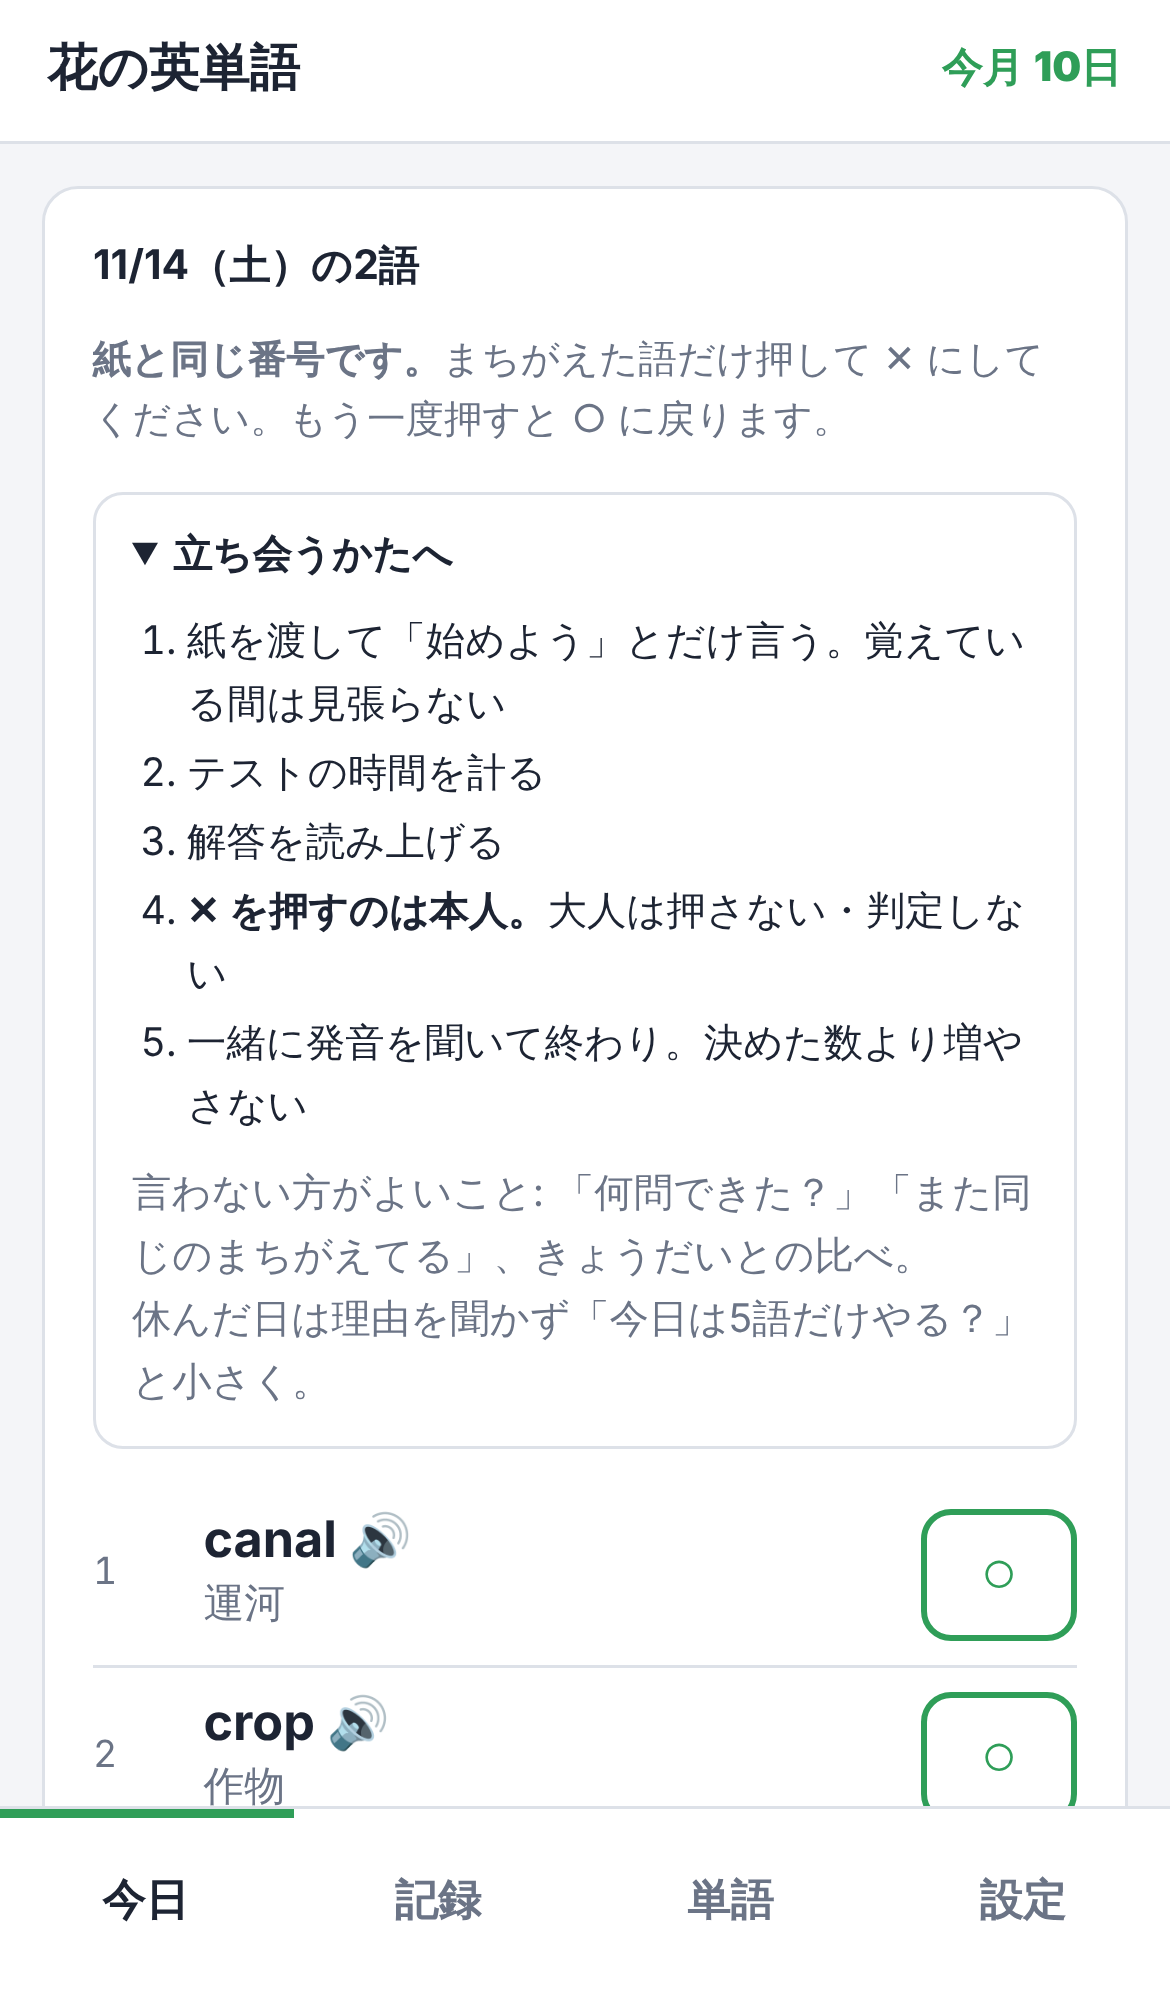 花の英単語
今月 10日
11/14（土）の2語
紙と同じ番号です。まちがえた語だけ押して ✕ にして
ください。もう一度押すと ○ に戻ります。
▼ 立ち会うかたへ
1. 紙を渡して「始めよう」とだけ言う。覚えてい
る間は見張らない
2. テストの時間を計る
3. 解答を読み上げる
4. ✕ を押すのは本人。大人は押さない・判定しな
い
5. 一緒に発音を聞いて終わり。決めた数より増や
さない
言わない方がよいこと: 「何問できた？」「また同
じのまちがえてる」、きょうだいとの比べ。
休んだ日は理由を聞かず「今日は5語だけやる？」
と小さく。
1
canal 🔊
運河
○
2
crop 🔊
作物
○
今日
記録
単語
設定